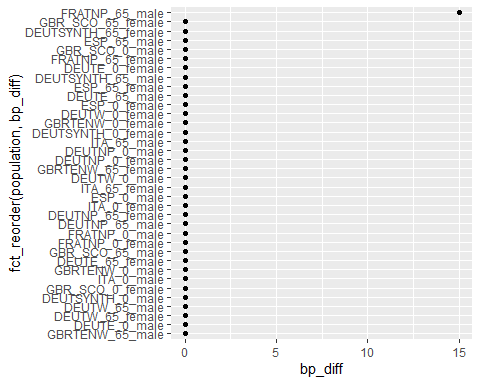 FRATNP_65_male
GBR_SCO_65_female
DEUTSYNTH_65_male
ESP_65_male
GBR_SCO_0_male
FRATNP_65_female
DEUTE_0_female
DEUTSYNTH_65_female
ESP_65_female
DEUTE_65_male
ESP_0_female
DEUTW_0_female
GBRTENW_0_female
DEUTSYNTH_0_female
ITA_65_male
DEUTNP_0_male
DEUTNP_0_female
GBRTENW_65_female
DEUTW_0_male
ITA_65_female
ESP_0_male
ITA_0_female
DEUTNP_65_female
DEUTNP_65_male
FRATNP_0_male
FRATNP_0_female
GBR_SCO_65_male
DEUTE_65_female
GBRTENW_0_male
ITA_0_male
GBR_SCO_0_female
DEUTSYNTH_0_male
DEUTW_65_male
DEUTW_65_female
DEUTE_0_male
GBRTENW_65_male
fct_reorder(population, bp_diff)
0 5 10 15
bp_diff